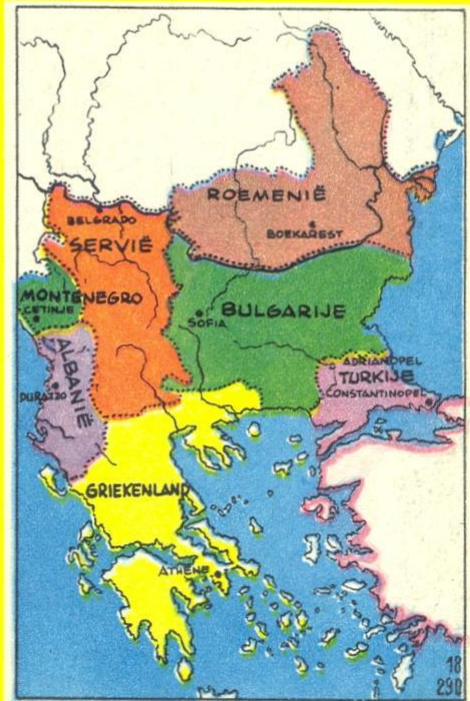 ROEMENIË
BOEKAREST
BELGRADO
SERVIË
MONTENEGRO
CETINJE
BULGARIJE
SOFIA
ALBANIË
DURAZZO
ADRIANOPEL
TURKIJE
CONSTANTINOPEL
GRIEKENLAND
ATHENE
18
290